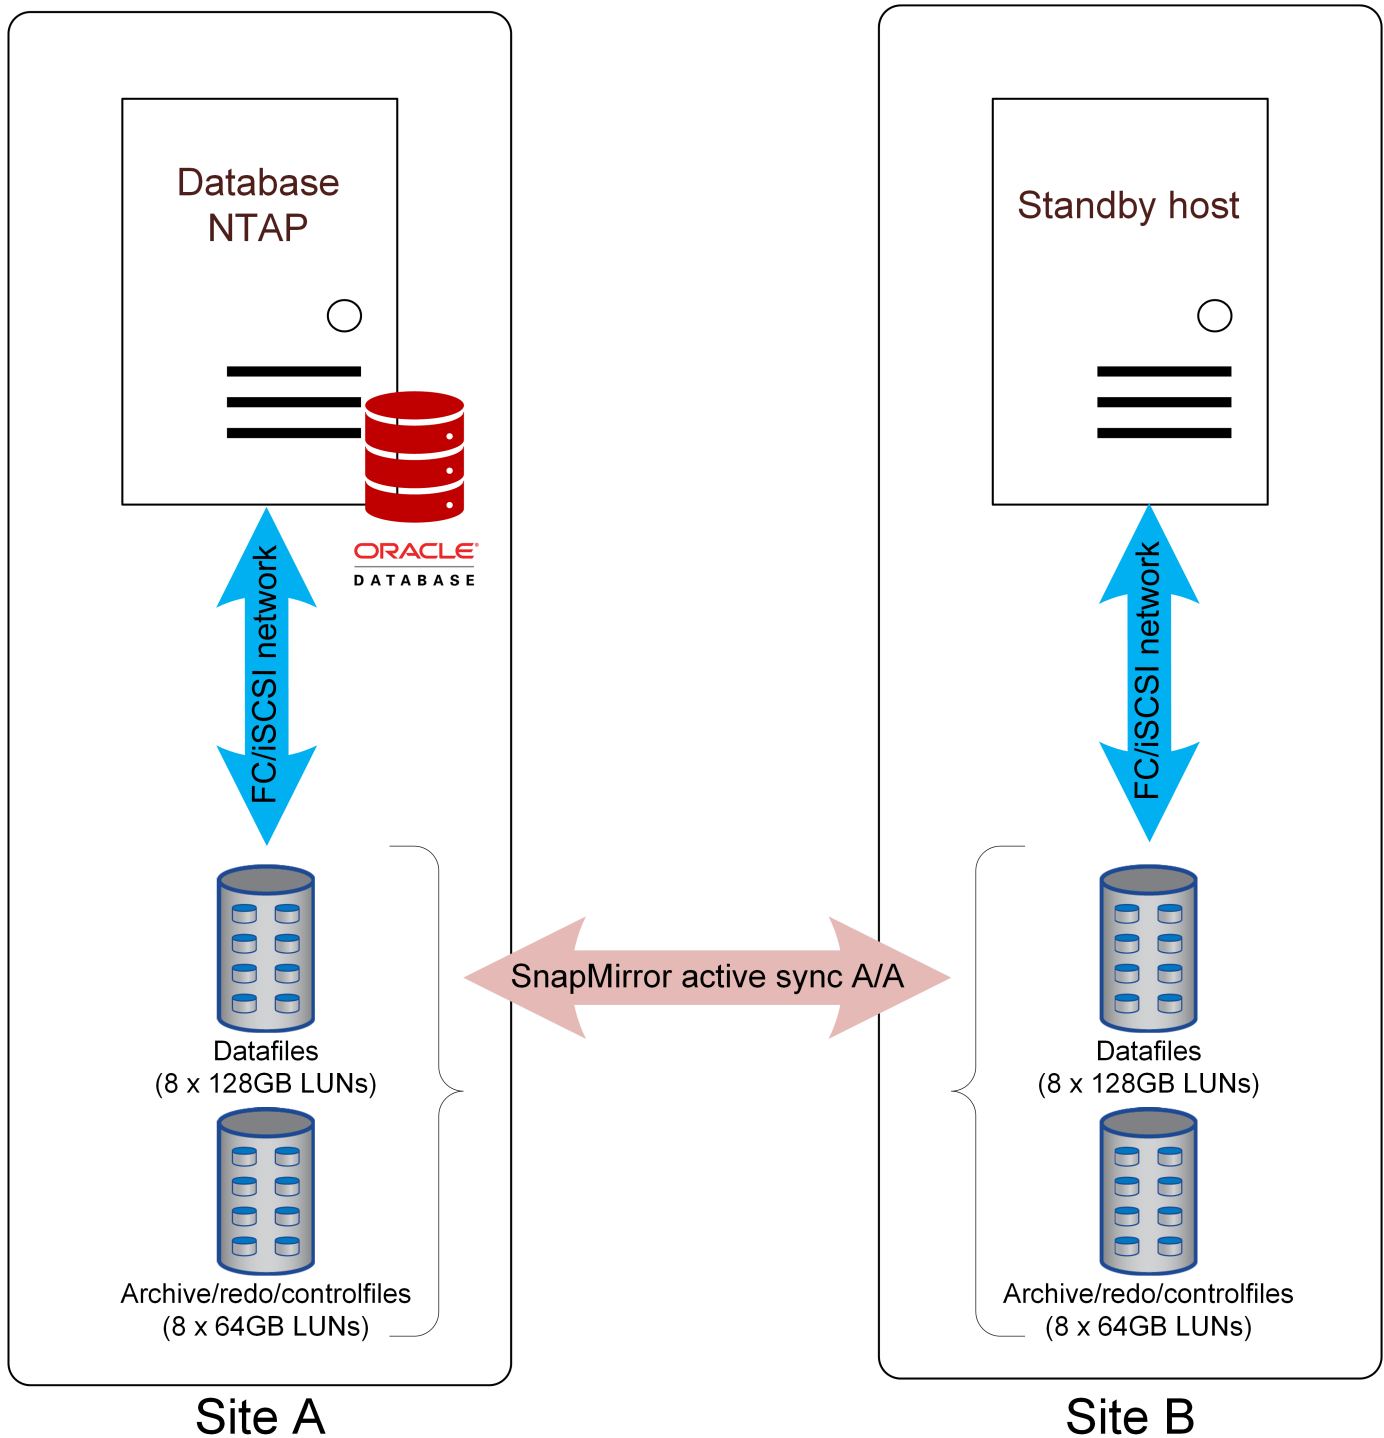 Database
NTAP
ORACLE®
DATABASE
FC/iSCSI network
Datafiles
(8 x 128GB LUNs)
Archive/redo/controlfiles
(8 x 64GB LUNs)
Site A
SnapMirror active sync A/A
Standby host
FC/iSCSI network
Datafiles
(8 x 128GB LUNs)
Archive/redo/controlfiles
(8 x 64GB LUNs)
Site B